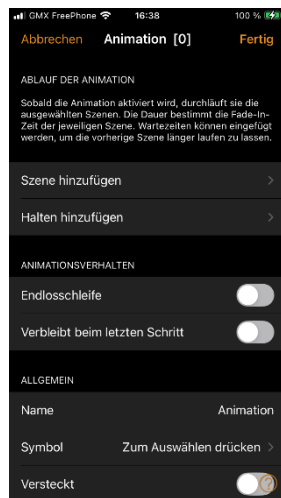 GMX FreePhone 16:38 100 %
Abbrechen Animation [0] Fertig
ABLAUF DER ANIMATION
Sobald die Animation aktiviert wird, durchläuft sie die
ausgewählten Szenen. Die Dauer bestimmt die Fade-In-
Zeit der jeweiligen Szene. Wartezeiten können eingefügt
werden, um die vorherige Szene länger laufen zu lassen.
Szene hinzufügen
Halten hinzufügen
ANIMATIONSVERHALTEN
Endlosschleife
Verbleibt beim letzten Schritt
ALLGEMEIN
Name Animation
Symbol Zum Auswählen drücken
Versteckt ?